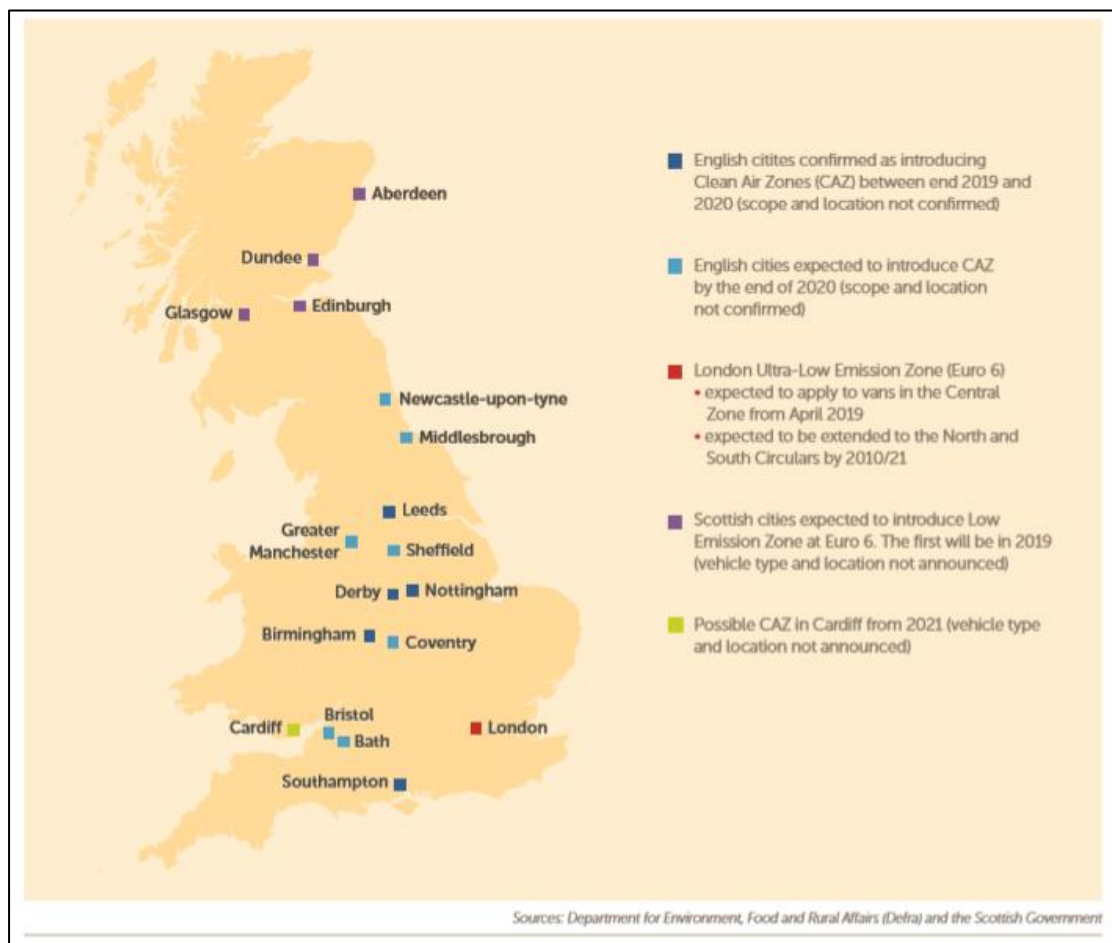 Aberdeen
Dundee
Edinburgh
Glasgow
Newcastle-upon-tyne
Middlesbrough
Leeds
Greater
Manchester
Sheffield
Derby
Nottingham
Birmingham
Coventry
Bristol
Cardiff
Bath
London
Southampton
English citites confirmed as introducing
Clean Air Zones (CAZ) between end 2019 and
2020 (scope and location not confirmed)
English cities expected to introduce CAZ
by the end of 2020 (scope and location
not confirmed)
London Ultra-Low Emission Zone (Euro 6)
• expected to apply to vans in the Central
Zone from April 2019
• expected to be extended to the North and
South Circulars by 2010/21
Scottish cities expected to introduce Low
Emission Zone at Euro 6. The first will be in 2019
(vehicle type and location not announced)
Possible CAZ in Cardiff from 2021 (vehicle type
and location not announced)
Sources: Department for Environment, Food and Rural Affairs (Defra) and the Scottish Government